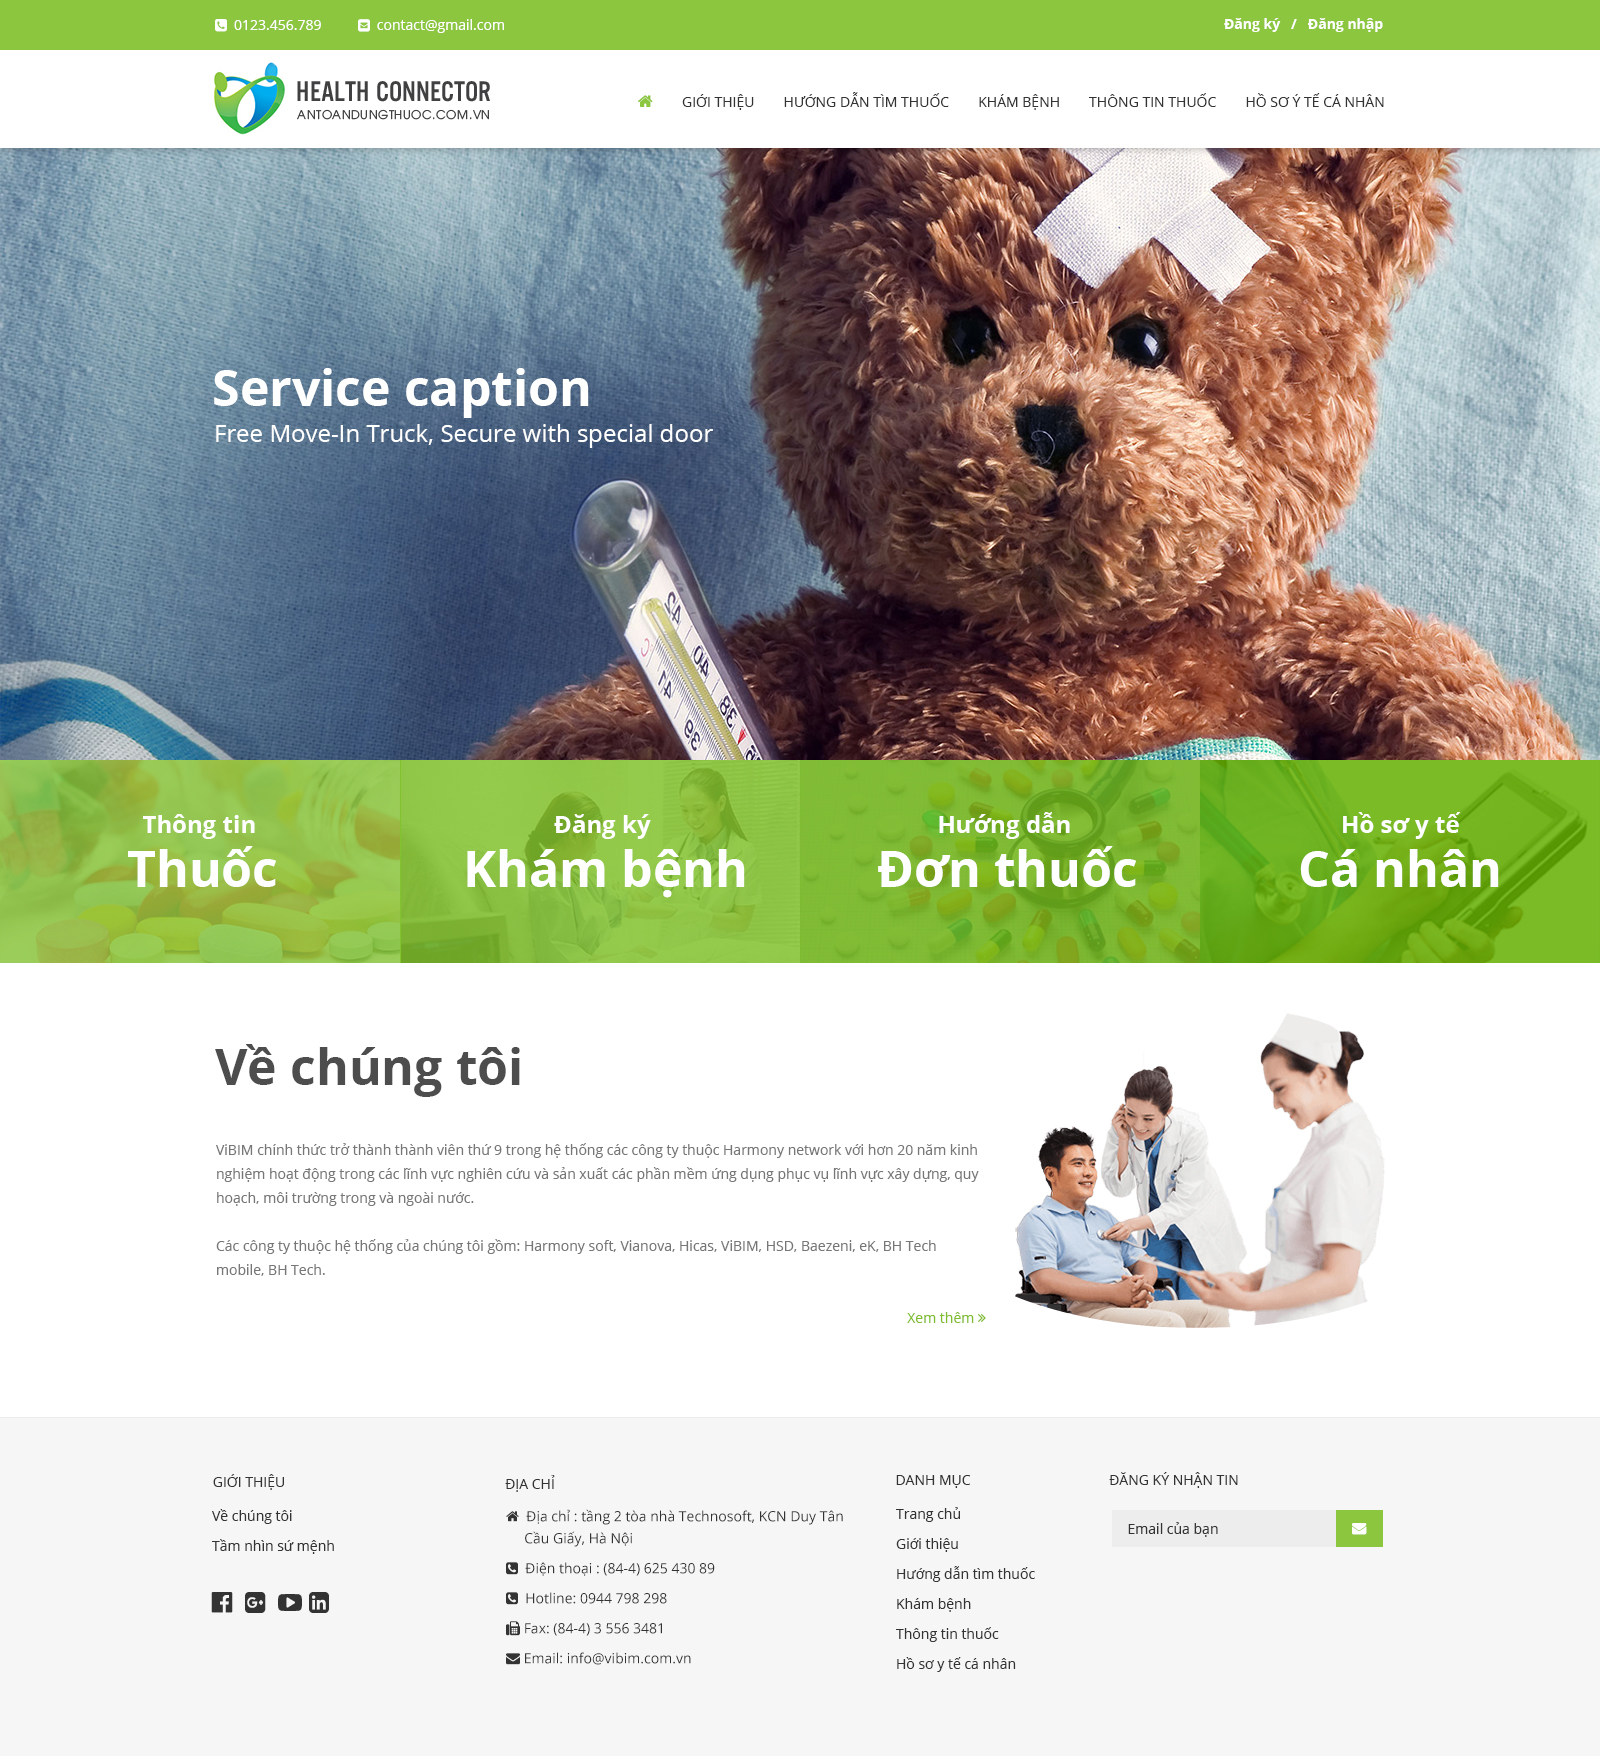 0123.456.789 contact@gmail.com Đăng ký / Đăng nhập
HEALTH CONNECTOR
ANTOANDUNGTHUOC.COM.VN
GIỚI THIỆU HƯỚNG DẪN TÌM THUỐC KHÁM BỆNH THÔNG TIN THUỐC HỒ SƠ Ý TẾ CÁ NHÂN
Service caption
Free Move-In Truck, Secure with special door
42
41
40
39
38
Thông tin
Thuốc
Đăng ký
Khám bệnh
Hướng dẫn
Đơn thuốc
Hồ sơ y tế
Cá nhân
Về chúng tôi
ViBIM chính thức trở thành thành viên thứ 9 trong hệ thống các công ty thuộc Harmony network với hơn 20 năm kinh
nghiệm hoạt động trong các lĩnh vực nghiên cứu và sản xuất các phần mềm ứng dụng phục vụ lĩnh vực xây dựng, quy
hoạch, môi trường trong và ngoài nước.
Các công ty thuộc hệ thống của chúng tôi gồm: Harmony soft, Vianova, Hicas, ViBIM, HSD, Baezeni, eK, BH Tech
mobile, BH Tech.
Xem thêm »
GIỚI THIỆU
Về chúng tôi
Tầm nhìn sứ mệnh
ĐỊA CHỈ
Địa chỉ : tầng 2 tòa nhà Technosoft, KCN Duy Tân
Cầu Giấy, Hà Nội
Điện thoại : (84-4) 625 430 89
Hotline: 0944 798 298
Fax: (84-4) 3 556 3481
Email: info@vibim.com.vn
DANH MỤC
Trang chủ
Giới thiệu
Hướng dẫn tìm thuốc
Khám bệnh
Thông tin thuốc
Hồ sơ y tế cá nhân
ĐĂNG KÝ NHẬN TIN
Email của bạn